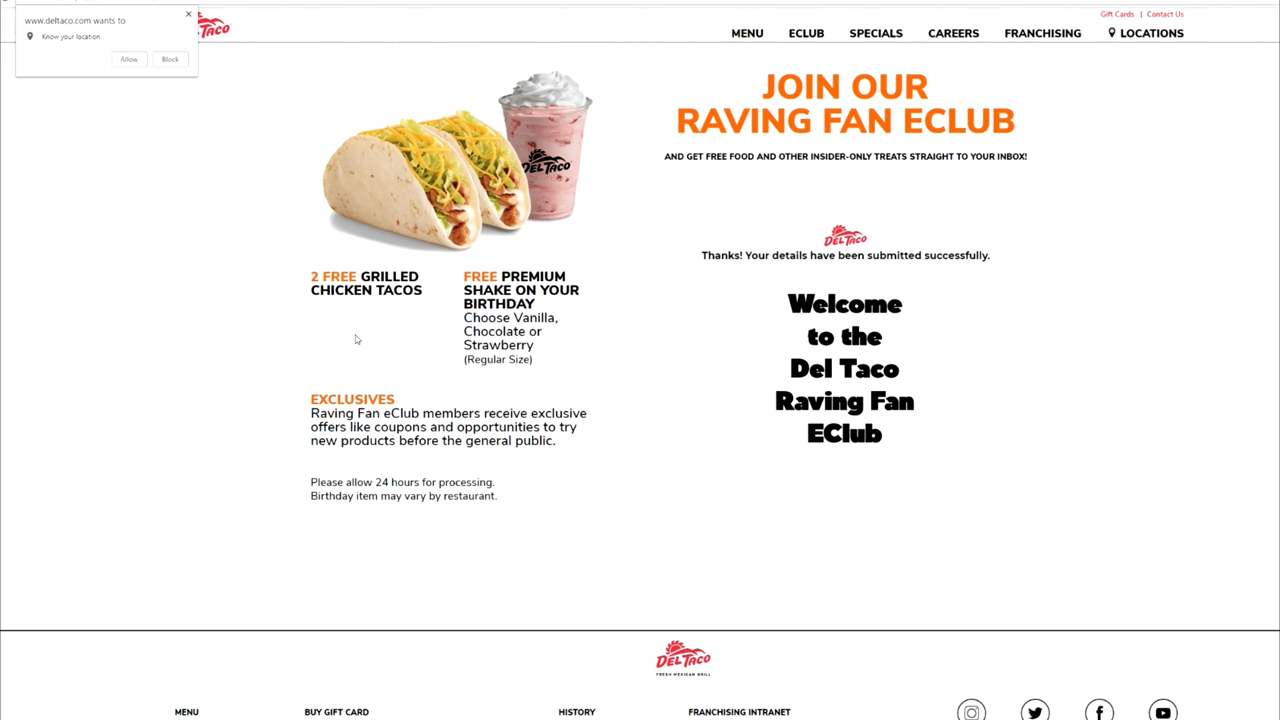 www.deltaco.com wants to
Know your location
Allow
Block
TACO
Gift Cards | Contact Us
MENU
ECLUB
SPECIALS
CAREERS
FRANCHISING
LOCATIONS
DEL TACO
JOIN OUR
RAVING FAN ECLUB
AND GET FREE FOOD AND OTHER INSIDER-ONLY TREATS STRAIGHT TO YOUR INBOX!
DEL TACO
Thanks! Your details have been submitted successfully.
Welcome
to the
Del Taco
Raving Fan
EClub
2 FREE GRILLED
CHICKEN TACOS
FREE PREMIUM
SHAKE ON YOUR
BIRTHDAY
Choose Vanilla,
Chocolate or
Strawberry
(Regular Size)
EXCLUSIVES
Raving Fan eClub members receive exclusive
offers like coupons and opportunities to try
new products before the general public.
Please allow 24 hours for processing.
Birthday item may vary by restaurant.
DEL TACO
FRESH MEXICAN GRILL
MENU
BUY GIFT CARD
HISTORY
FRANCHISING INTRANET